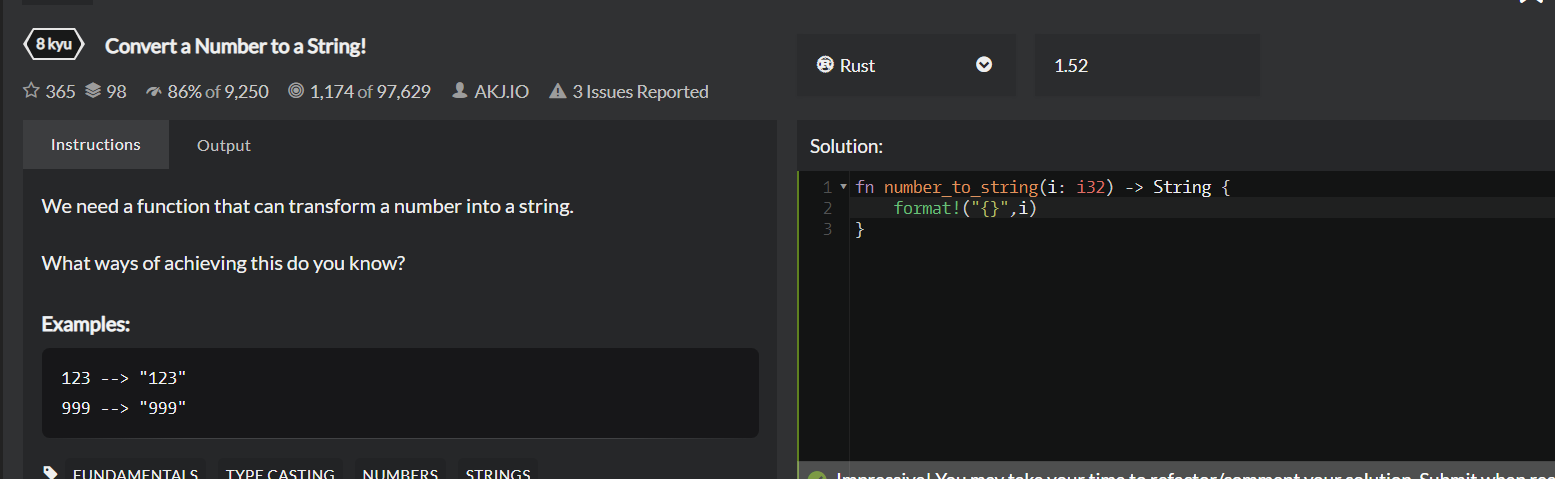 8 kyu Convert a Number to a String!
365 98 86% of 9,250 1,174 of 97,629 AKJ.IO 3 Issues Reported
Instructions Output
We need a function that can transform a number into a string.
What ways of achieving this do you know?
Examples:
123 --> "123"
999 --> "999"
FUNDAMENTALS TYPE CASTING NUMBERS STRINGS
Rust 1.52
Solution:
1 fn number_to_string(i: i32) -> String {
2 format!("{}",i)
3 }
Impressive! You may take your time to refactor/comment your solution. Submit when